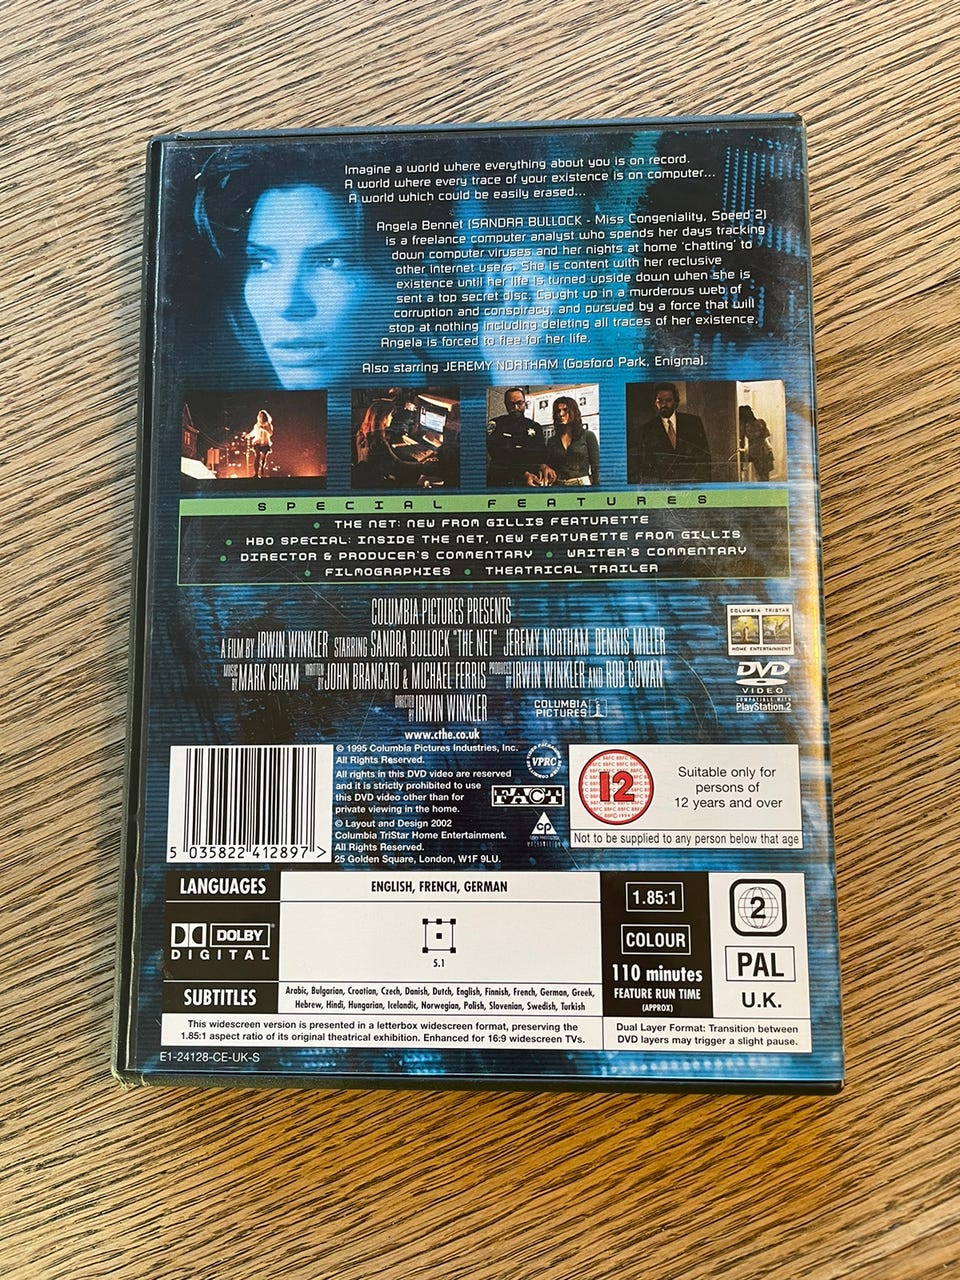 Imagine a world where everything about you is on record.
A world where every trace of your existence is on computer...
A world which could be easily erased...
Angela Bennet (SANDRA BULLOCK - Miss Congeniality, Speed 2)
is a freelance computer analyst who spends her days tracking
down computer viruses and her nights at home 'chatting' to
other internet users. She is content with her reclusive
existence until her life is turned upside down when she is
sent a top secret disc. Caught up in a murderous web of
corruption and conspiracy, and pursued by a force that will
stop at nothing including deleting all traces of her existence,
Angela is forced to flee for her life.
Also starring JEREMY NORTHAM (Gosford Park, Enigma).
SPECIAL FEATURES
• THE NET: NEW FROM GILLIS FEATURETTE
• HBO SPECIAL: INSIDE THE NET, NEW FEATURETTE FROM GILLIS
• DIRECTOR & PRODUCER'S COMMENTARY • WRITER'S COMMENTARY
• FILMOGRAPHIES • THEATRICAL TRAILER
COLUMBIA PICTURES PRESENTS
A FILM BY IRWIN WINKLER STARRING SANDRA BULLOCK "THE NET" JEREMY NORTHAM DENNIS MILLER
MUSIC BY MARK ISHAM WRITTEN BY JOHN BRANCATO & MICHAEL FERRIS PRODUCED BY IRWIN WINKLER AND ROB COWAN
DIRECTED BY IRWIN WINKLER
COLUMBIA PICTURES
www.cthe.co.uk
COLUMBIA TRISTAR
HOME ENTERTAINMENT
DVD
VIDEO
COMPATIBLE WITH
PlayStation.2
5 035822 412897 >
© 1995 Columbia Pictures Industries, Inc.
All Rights Reserved.
All rights in this DVD video are reserved
and it is strictly prohibited to use
this DVD video other than for
private viewing in the home.
© Layout and Design 2002
Columbia TriStar Home Entertainment.
All Rights Reserved.
25 Golden Square, London, W1F 9LU.
VPRC
FACT
CP
12
Suitable only for
persons of
12 years and over
Not to be supplied to any person below that age
LANGUAGES
ENGLISH, FRENCH, GERMAN
DOLBY
DIGITAL
5.1
SUBTITLES
Arabic, Bulgarian, Croatian, Czech, Danish, Dutch, English, Finnish, French, German, Greek,
Hebrew, Hindi, Hungarian, Icelandic, Norwegian, Polish, Slovenian, Swedish, Turkish
1.85:1
COLOUR
110 minutes
FEATURE RUN TIME
(APPROX)
2
PAL
U.K.
This widescreen version is presented in a letterbox widescreen format, preserving the
1.85:1 aspect ratio of its original theatrical exhibition. Enhanced for 16:9 widescreen TVs.
Dual Layer Format: Transition between
DVD layers may trigger a slight pause.
E1-24128-CE-UK-S